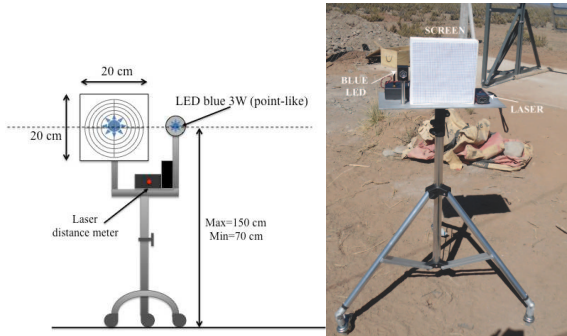 20 cm
20 cm
LED blue 3W (point-like)
Laser
distance meter
Max=150 cm
Min=70 cm
SCREEN
BLUE
LED
LASER